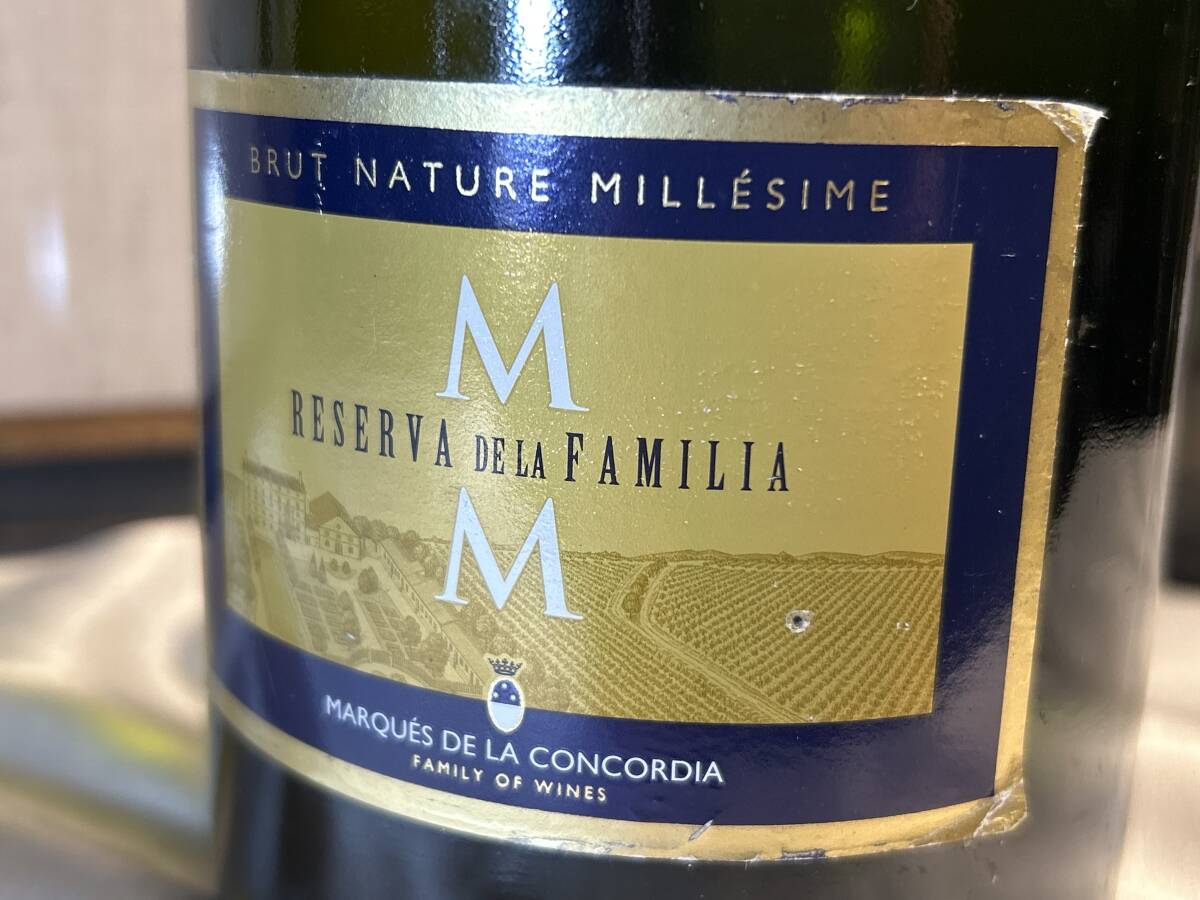 BRUT NATURE MILLÉSIME
M
RESERVA DE LA FAMILIA
M
MARQUÉS DE LA CONCORDIA
FAMILY OF WINES